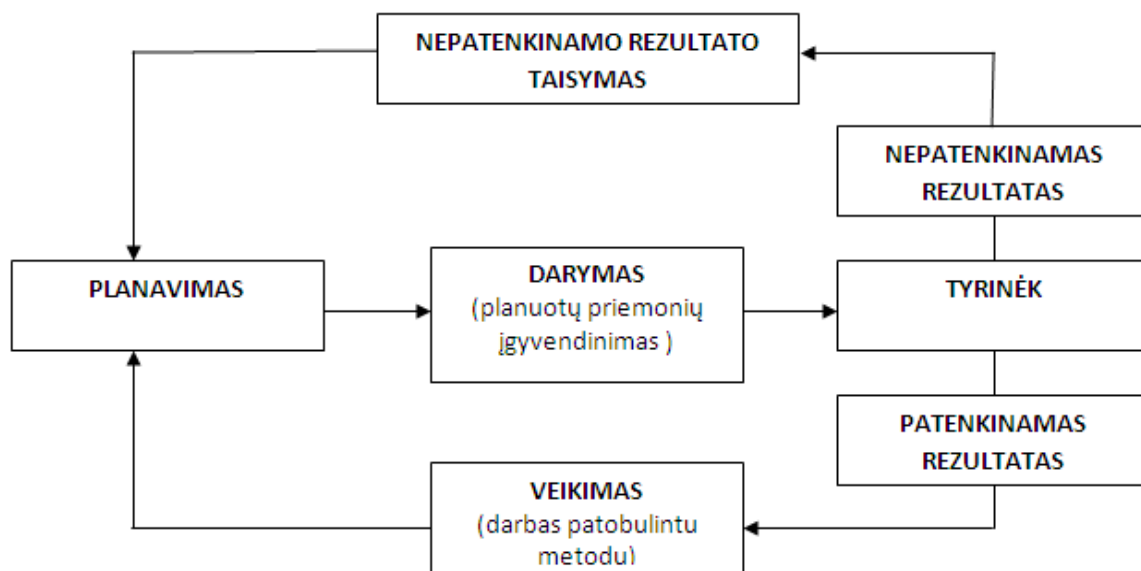 NEPATENKINAMO REZULTATO
TAISYMAS
NEPATENKINAMAS
REZULTATAS
PLANAVIMAS
DARYMAS
(planuotų priemonių
įgyvendinimas )
TYRINĖK
PATENKINAMAS
REZULTATAS
VEIKIMAS
(darbas patobulintu
metodu)